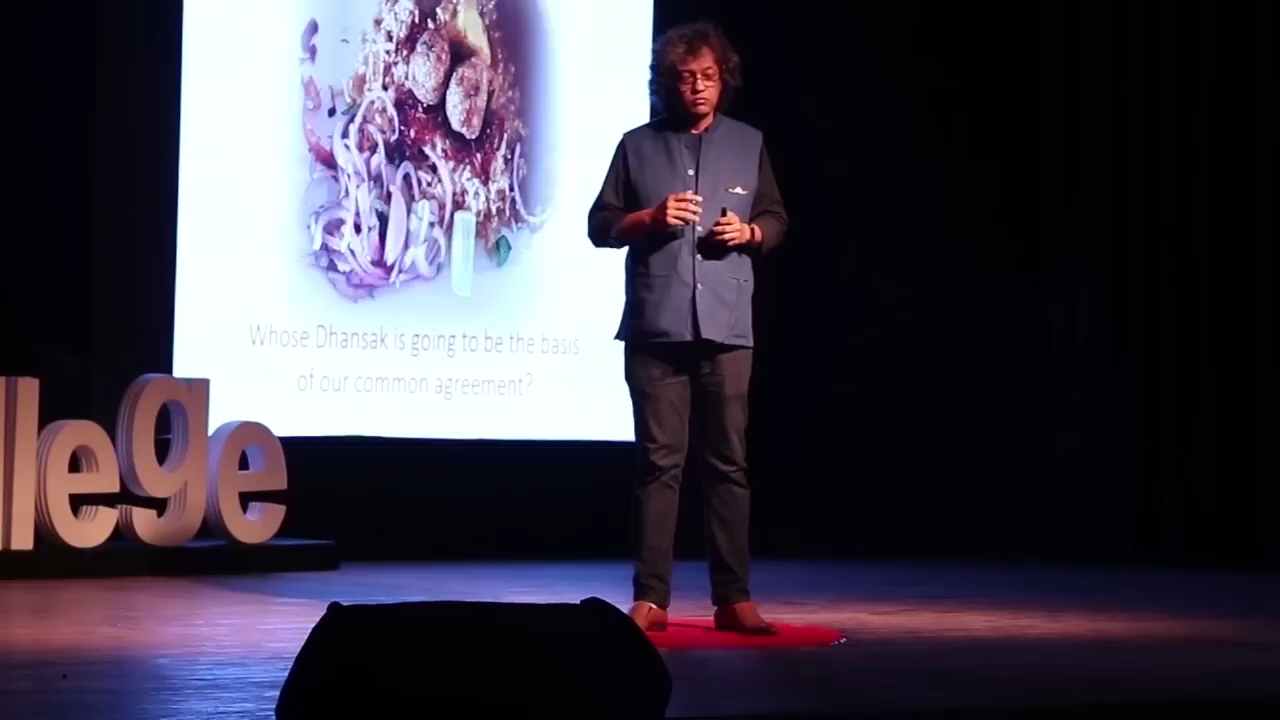 Whose Dhansak is going to be the basis
of our common agreement?
llege